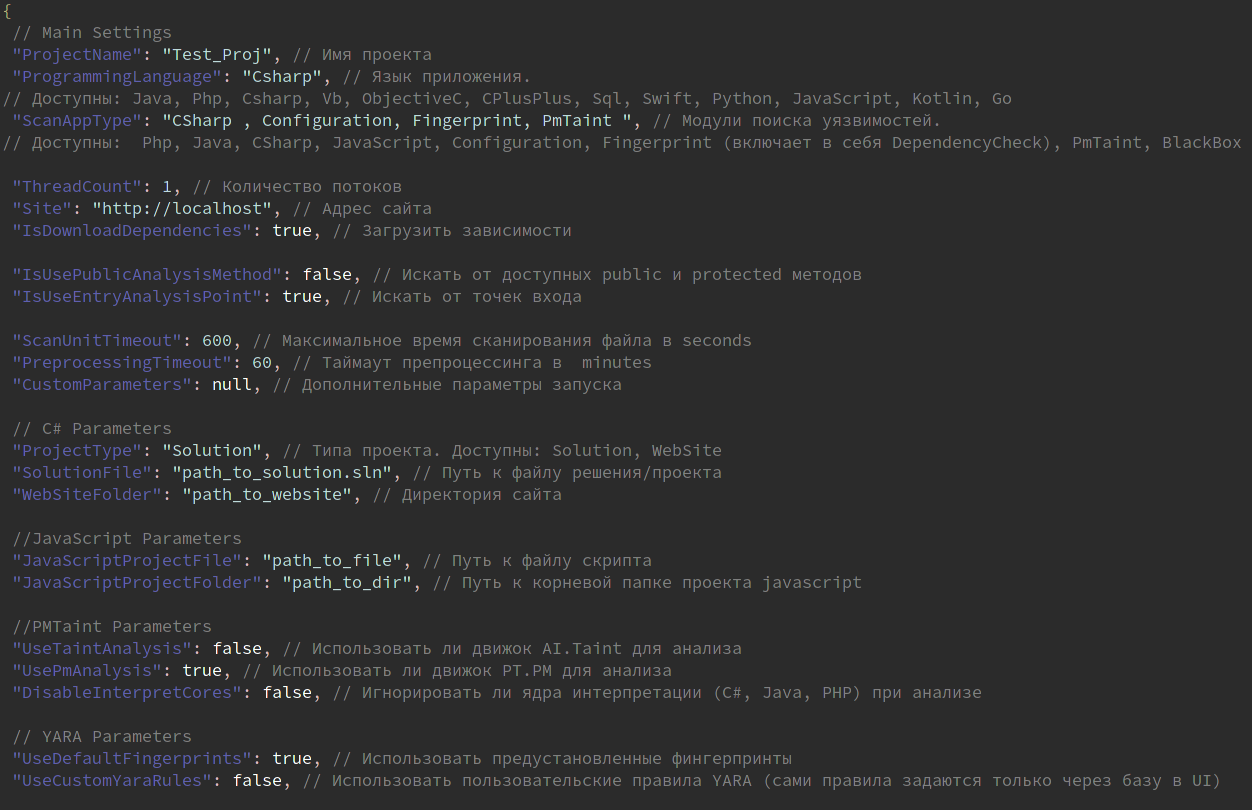 {
// Main Settings
"ProjectName": "Test_Proj", // Имя проекта
"ProgrammingLanguage": "Csharp", // Язык приложения.
// Доступны: Java, Php, Csharp, Vb, ObjectiveC, CPlusPlus, Sql, Swift, Python, JavaScript, Kotlin, Go
"ScanAppType": "CSharp , Configuration, Fingerprint, PmTaint ", // Модули поиска уязвимостей.
// Доступны:  Php, Java, CSharp, JavaScript, Configuration, Fingerprint (включает в себя DependencyCheck), PmTaint, BlackBox
"ThreadCount": 1, // Количество потоков
"Site": "http://localhost", // Адрес сайта
"IsDownloadDependencies": true, // Загрузить зависимости
"IsUsePublicAnalysisMethod": false, // Искать от доступных public и protected методов
"IsUseEntryAnalysisPoint": true, // Искать от точек входа
"ScanUnitTimeout": 600, // Максимальное время сканирования файла в seconds
"PreprocessingTimeout": 60, // Таймаут препроцессинга в  minutes
"CustomParameters": null, // Дополнительные параметры запуска
// C# Parameters
"ProjectType": "Solution", // Типа проекта. Доступны: Solution, WebSite
"SolutionFile": "path_to_solution.sln", // Путь к файлу решения/проекта
"WebSiteFolder": "path_to_website", // Директория сайта
//JavaScript Parameters
"JavaScriptProjectFile": "path_to_file", // Путь к файлу скрипта
"JavaScriptProjectFolder": "path_to_dir", // Путь к корневой папке проекта javascript
//PMTaint Parameters
"UseTaintAnalysis": false, // Использовать ли движок AI.Taint для анализа
"UsePmAnalysis": true, // Использовать ли движок PT.PM для анализа
"DisableInterpretCores": false, // Игнорировать ли ядра интерпретации (C#, Java, PHP) при анализе
// YARA Parameters
"UseDefaultFingerprints": true, // Использовать предустановленные фингерпринты
"UseCustomYaraRules": false, // Использовать пользовательские правила YARA (сами правила задаются только через базу в UI)